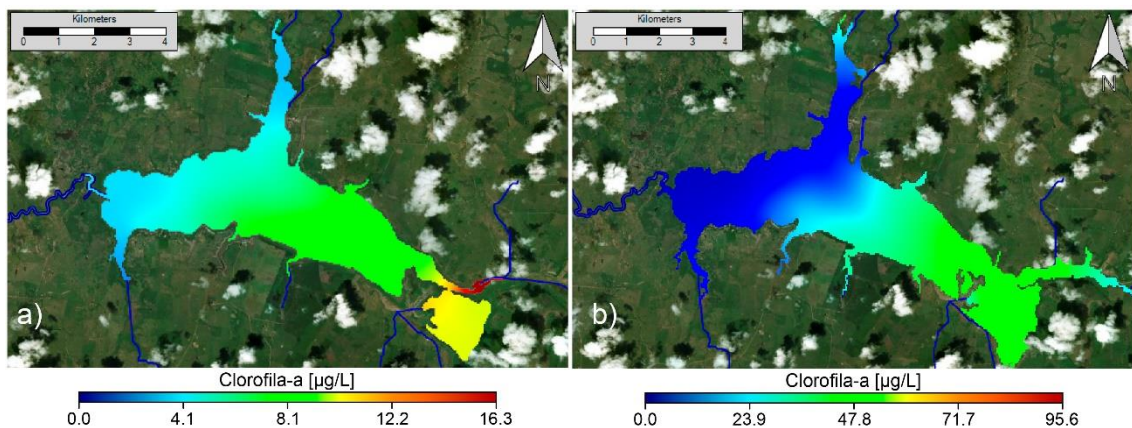 Kilometers
0 1 2 3 4
N
a)
Clorofila-a [µg/L]
0.0 4.1 8.1 12.2 16.3
Kilometers
0 1 2 3 4
N
b)
Clorofila-a [µg/L]
0.0 23.9 47.8 71.7 95.6